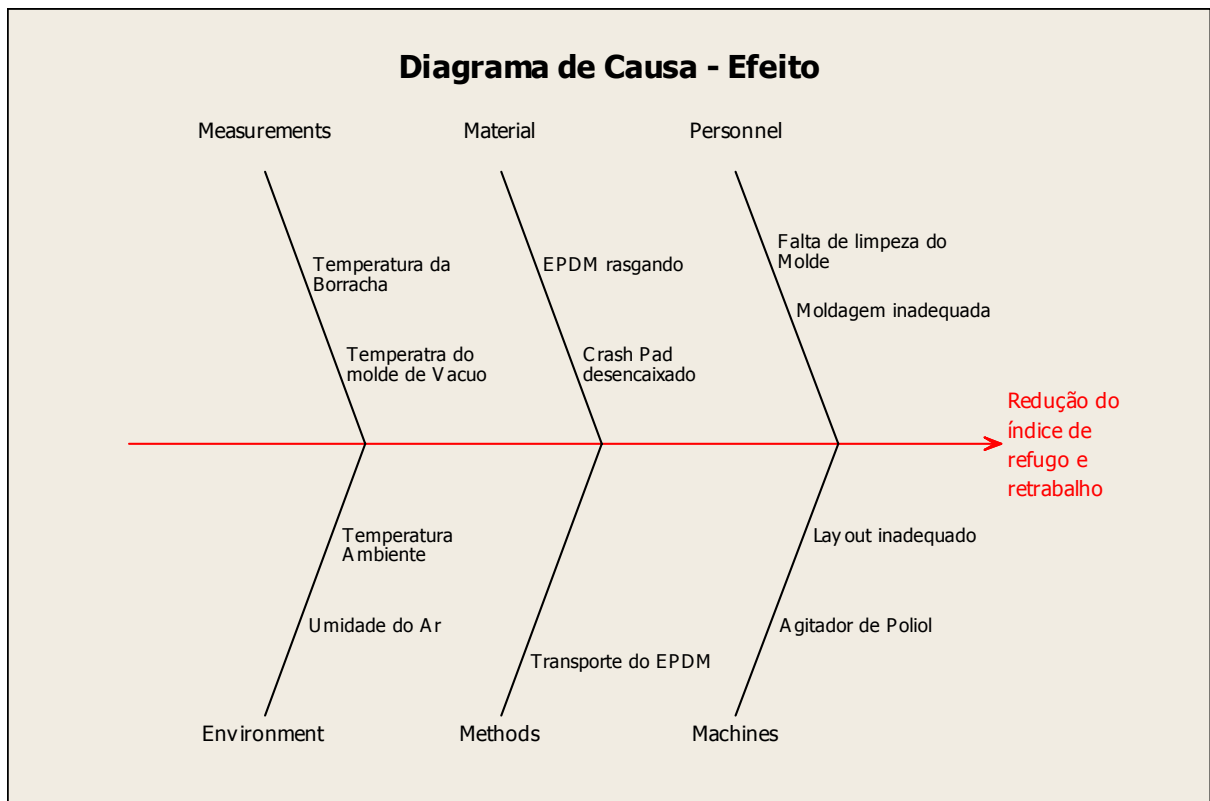 Diagrama de Causa - Efeito
Measurements
Material
Personnel
Temperatura da
Borracha
Temperatra do
molde de Vacuo
EPDM rasgando
Crash Pad
desencaixado
Falta de limpeza do
Molde
Moldagem inadequada
Redução do
índice de
refugo e
retrabalho
Temperatura
Ambiente
Umidade do Ar
Transporte do EPDM
Layout inadequado
Agitador de Poliol
Environment
Methods
Machines